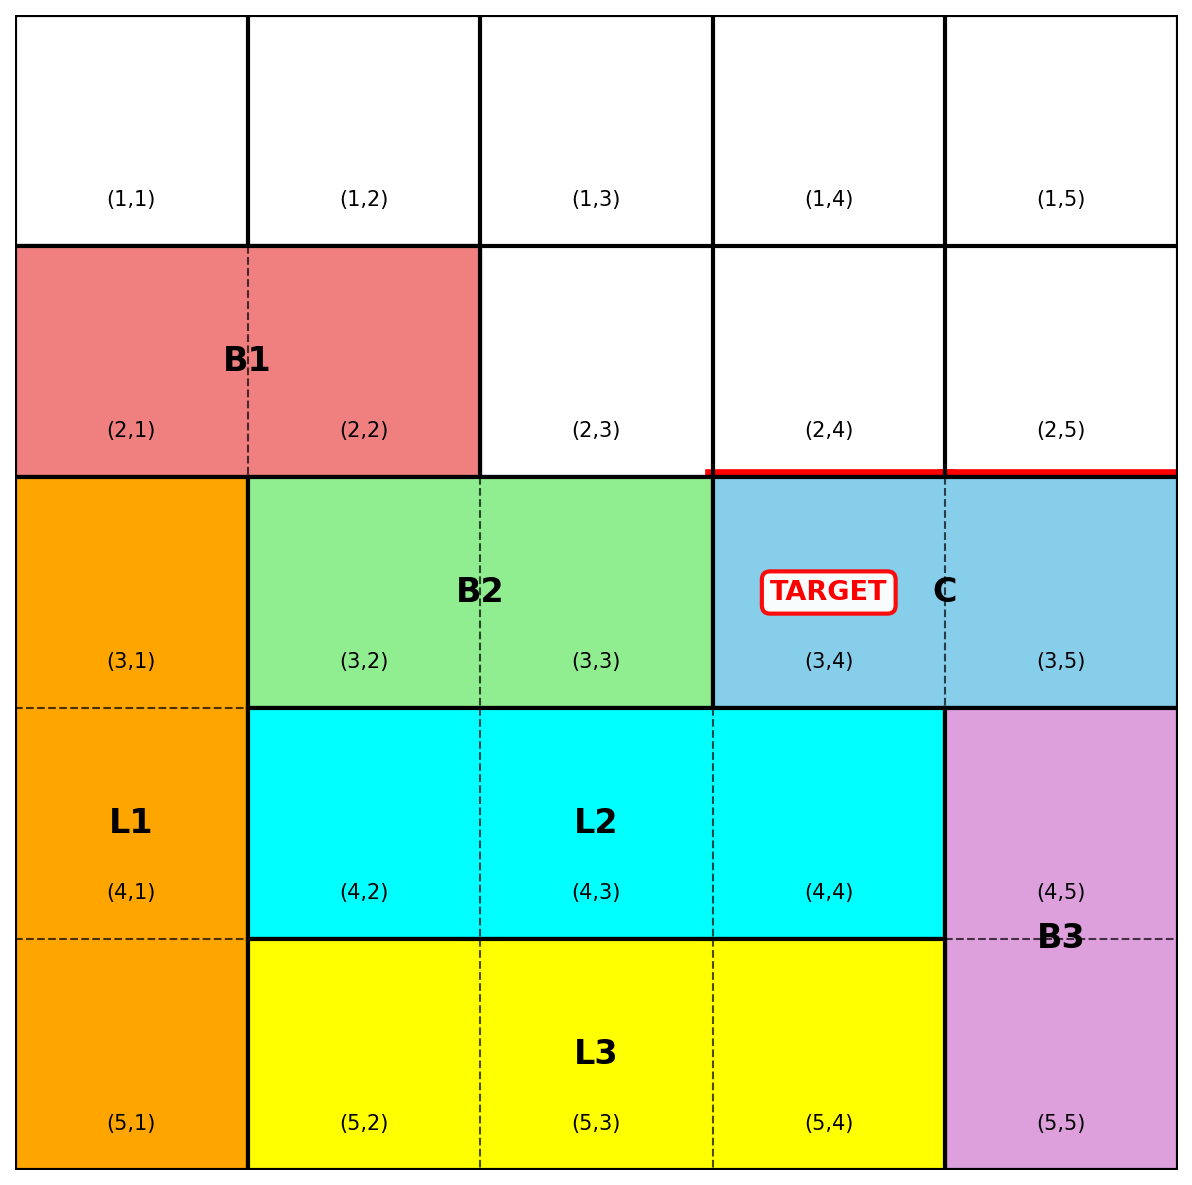 (1,1) (1,2) (1,3) (1,4) (1,5)
B1
(2,1) (2,2) (2,3) (2,4) (2,5)
B2 TARGET C
(3,1) (3,2) (3,3) (3,4) (3,5)
L1 L2
(4,1) (4,2) (4,3) (4,4) (4,5)
B3
L3
(5,1) (5,2) (5,3) (5,4) (5,5)